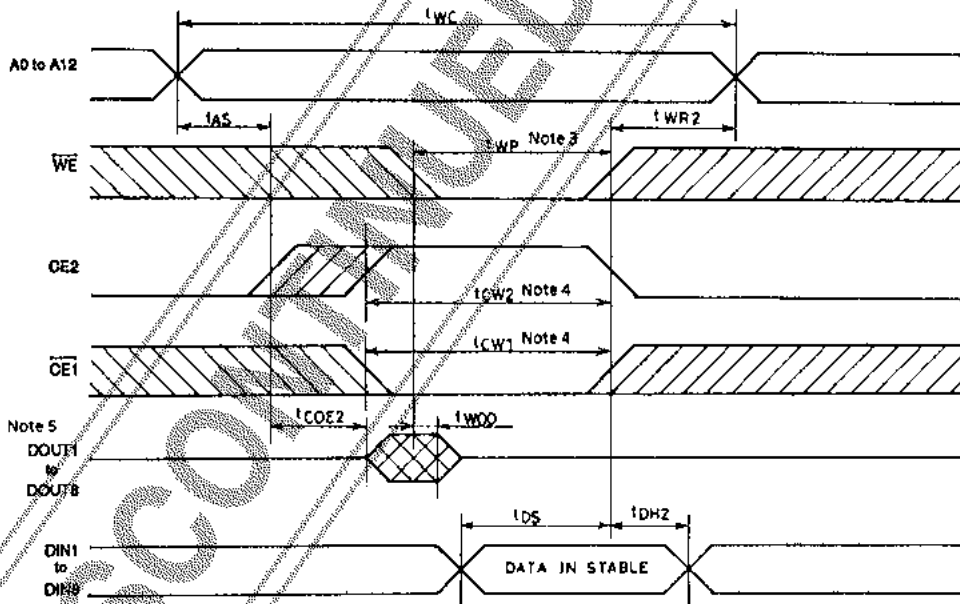 tWC
A0 to A12
tAS
tWR2
WE
tWP Note 3
CE2
tCW2 Note 4
tCW1 Note 4
CE1
tCOE2
tWOD
Note 5
DOUT1
to
DOUT8
tDS
tDH2
DIN1
to
DIN8
DATA IN STABLE
DISCONTINUED